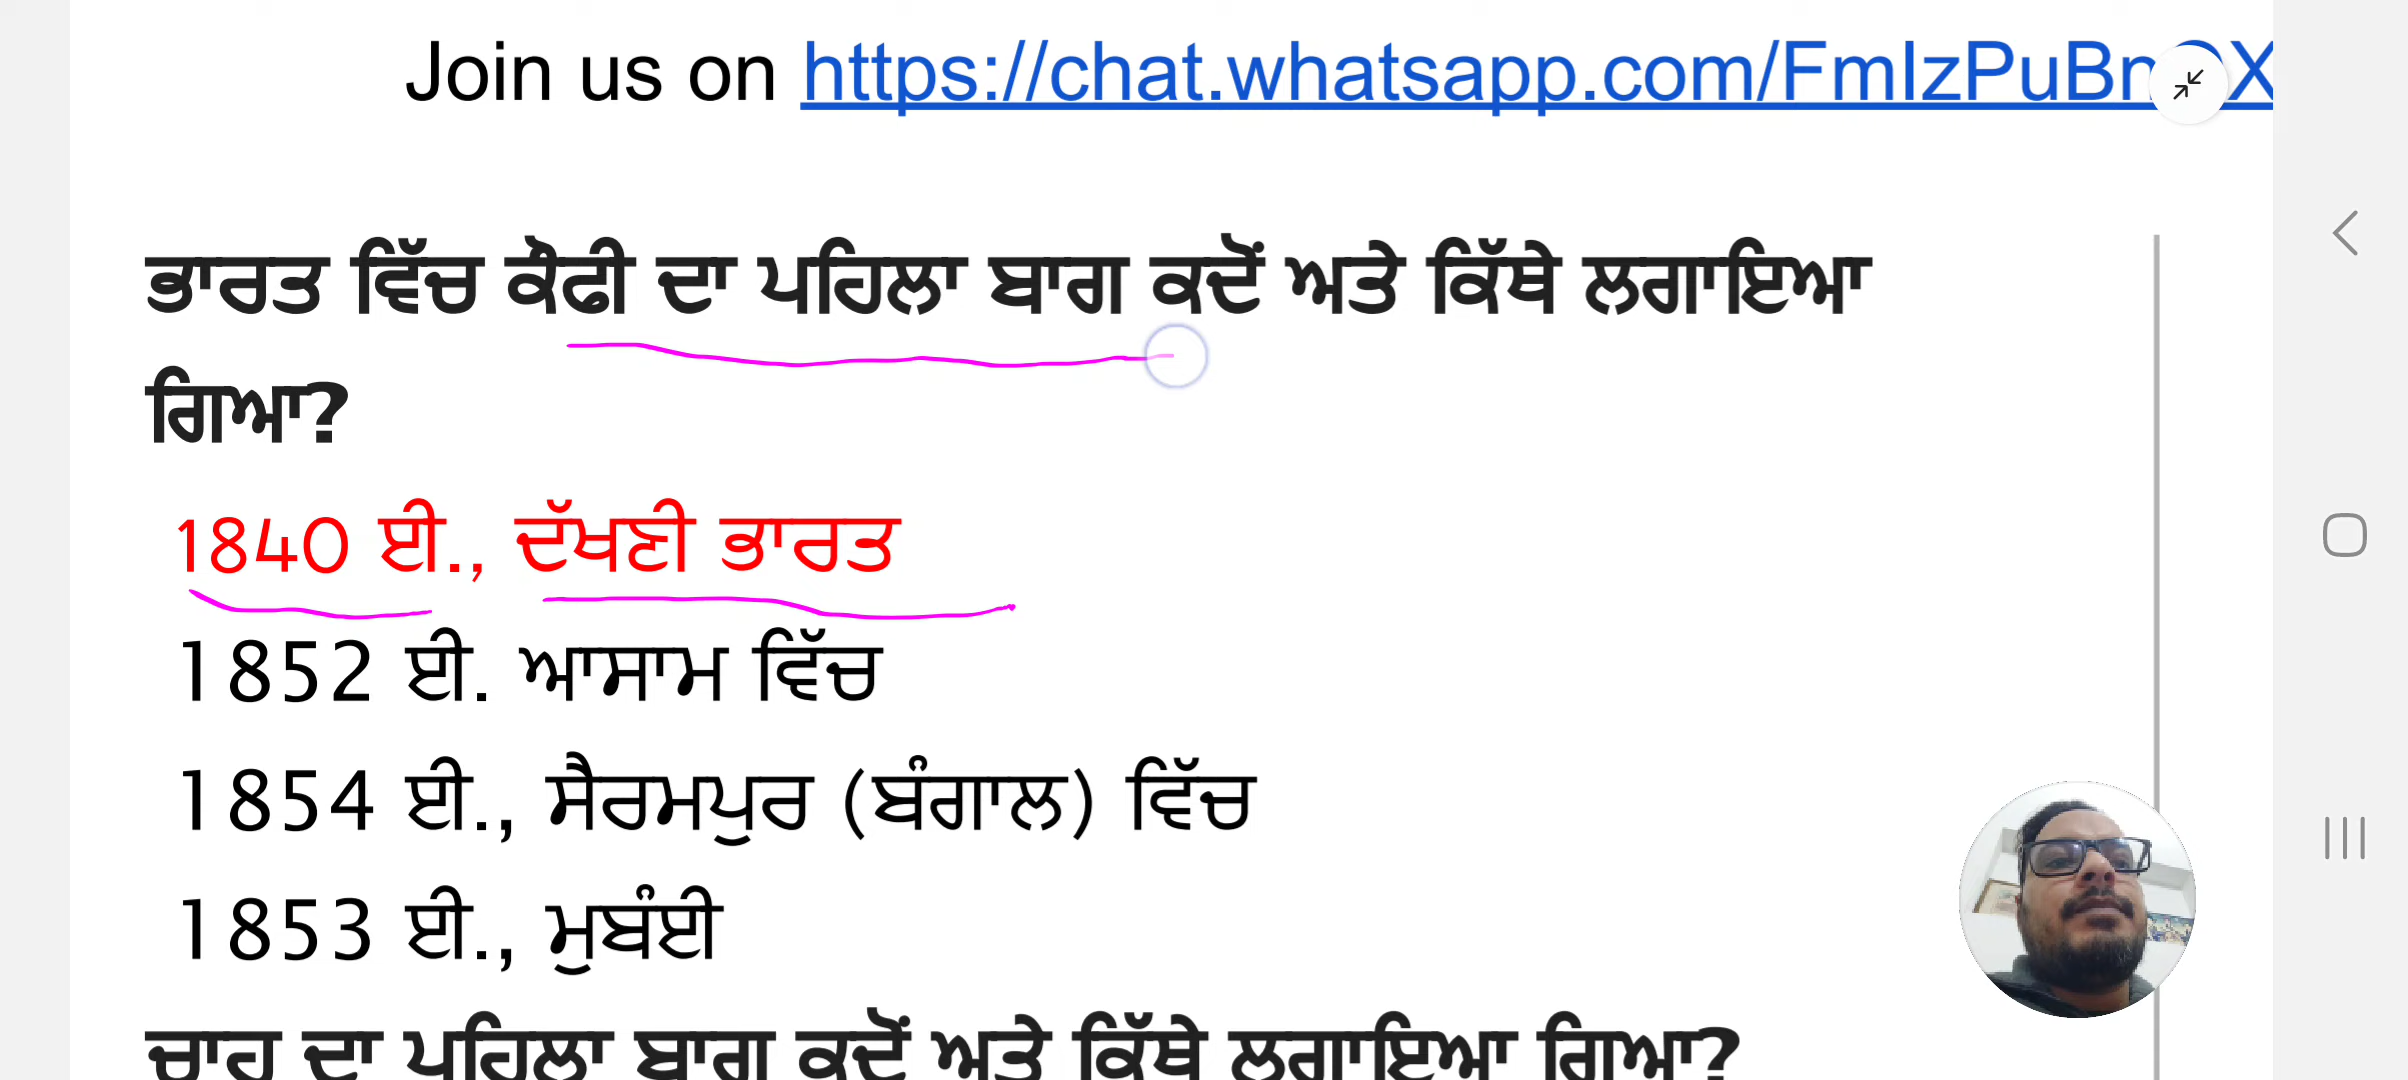 Join us on https://chat.whatsapp.com/FmIzPuBn
ਭਾਰਤ ਵਿੱਚ ਕੌਫੀ ਦਾ ਪਹਿਲਾ ਬਾਗ ਕਦੋਂ ਅਤੇ ਕਿੱਥੇ ਲਗਾਇਆ
ਗਿਆ?
1840 ਈ., ਦੱਖਣੀ ਭਾਰਤ
1852 ਈ. ਆਸਾਮ ਵਿੱਚ
1854 ਈ., ਸੈਰਮਪੁਰ (ਬੰਗਾਲ) ਵਿੱਚ
1853 ਈ., ਮੁਬੰਈ
ਚਾਹ ਦਾ ਪਹਿਲਾ ਬਾਗ ਕਦੋਂ ਅਤੇ ਕਿੱਥੇ ਲਗਾਇਆ ਗਿਆ?